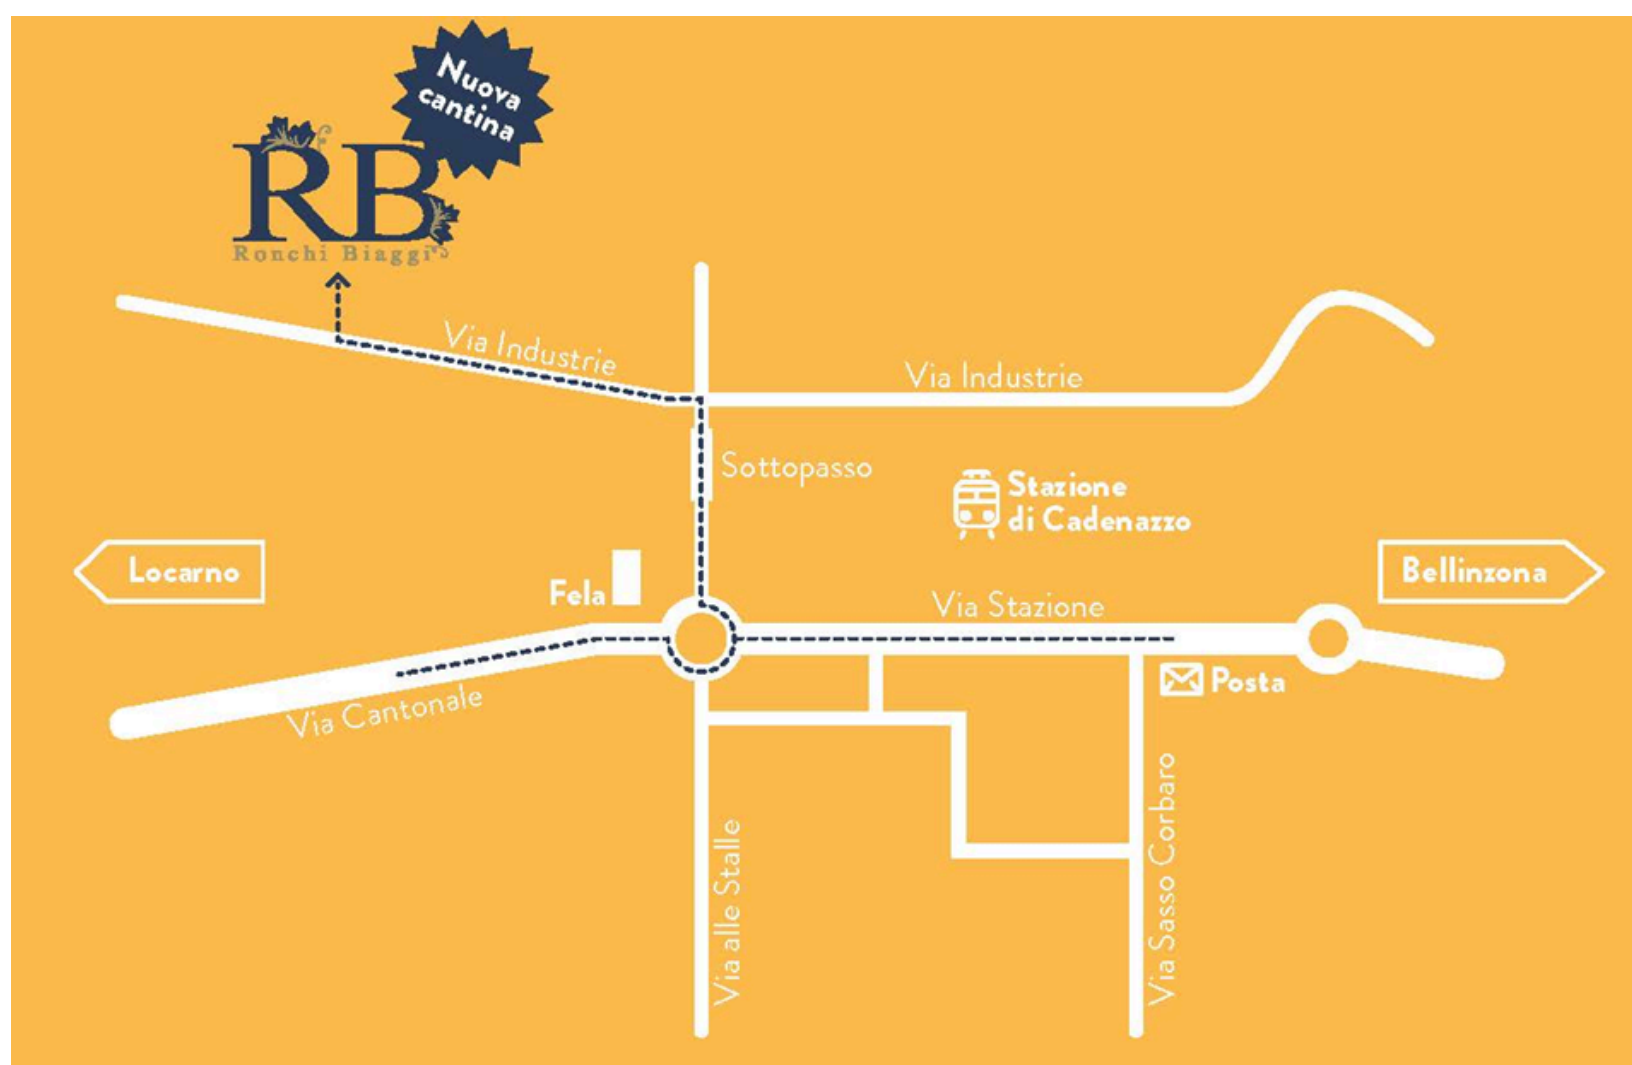 Nuova
cantina
RB
Ronchi Biaggi
Via Industrie
Via Industrie
Sottopasso
Stazione
di Cadenazzo
Locarno
Fela
Bellinzona
Via Stazione
Posta
Via Cantonale
Via alle Stalle
Via Sasso Corbaro